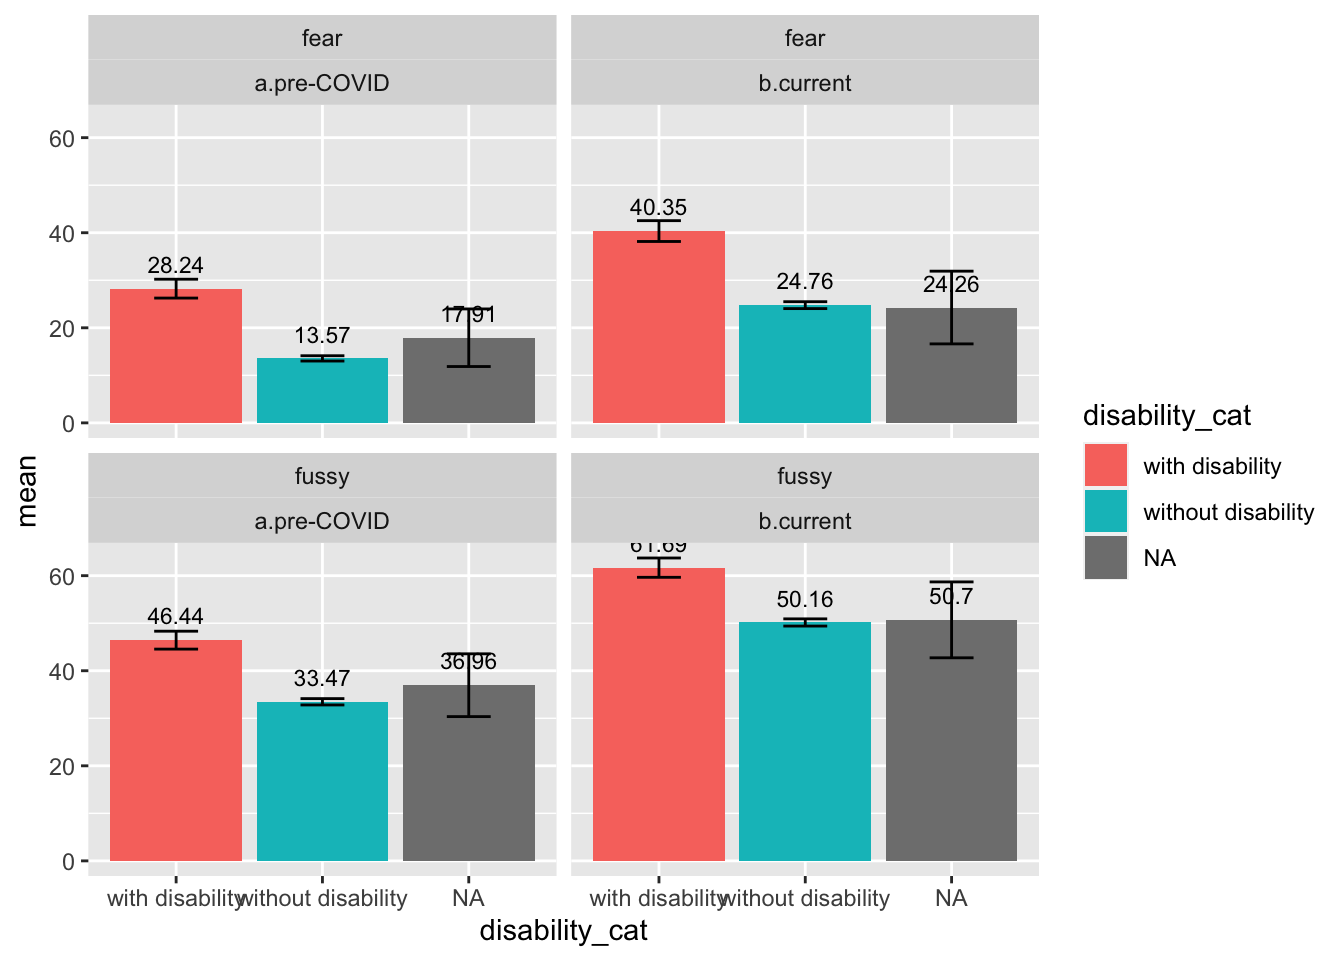 fear
a.pre-COVID
fear
b.current
60
40
20
0
28.24
13.57
17.91
40.35
24.76
24.26
mean
fussy
a.pre-COVID
fussy
b.current
60
40
20
0
46.44
33.47
36.96
61.69
50.16
50.7
with disability
without disability
NA
with disability
without disability
NA
disability_cat
disability_cat
with disability
without disability
NA